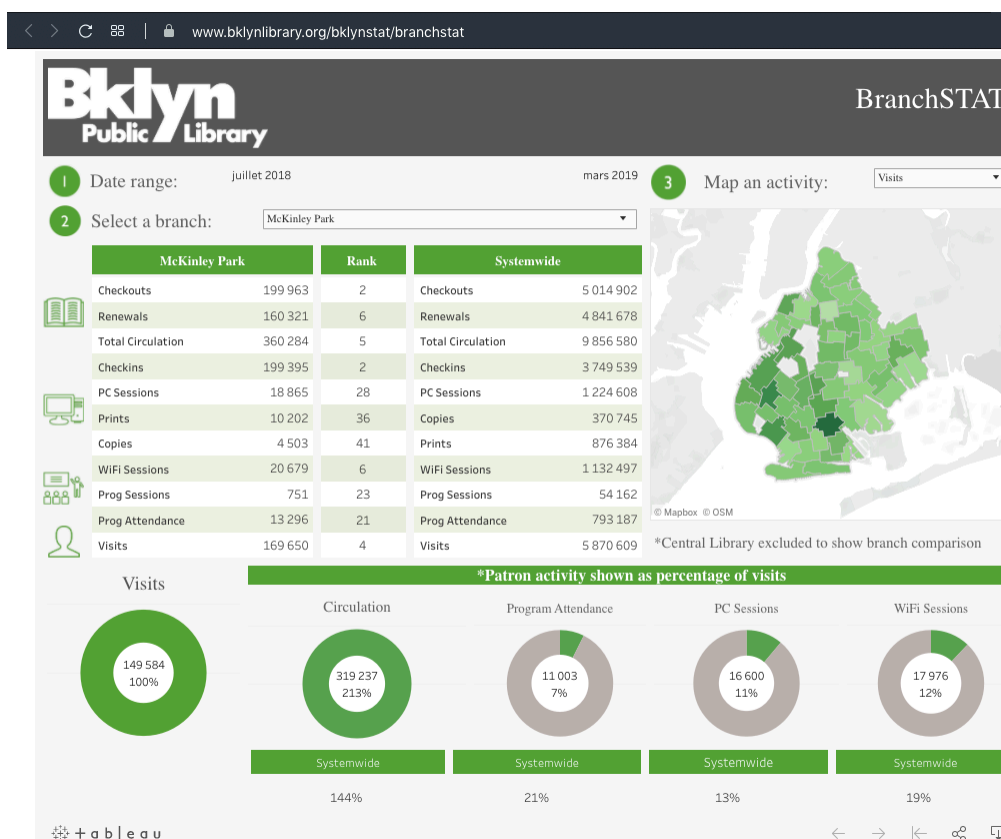 www.bklynlibrary.org/bklynstat/branchstat
Bklyn
Public Library
BranchSTAT
1 Date range: juillet 2018 mars 2019
3 Map an activity: Visits
2 Select a branch: McKinley Park
McKinley Park Rank Systemwide
Checkouts 199 963 2 Checkouts 5 014 902
Renewals 160 321 6 Renewals 4 841 678
Total Circulation 360 284 5 Total Circulation 9 856 580
Checkins 199 395 2 Checkins 3 749 539
PC Sessions 18 865 28 PC Sessions 1 224 608
Prints 10 202 36 Copies 370 745
Copies 4 503 41 Prints 876 384
WiFi Sessions 20 679 6 WiFi Sessions 1 132 497
Prog Sessions 751 23 Prog Sessions 54 162
Prog Attendance 13 296 21 Prog Attendance 793 187
Visits 169 650 4 Visits 5 870 609
© Mapbox © OSM
*Central Library excluded to show branch comparison
Visits
*Patron activity shown as percentage of visits
Circulation Program Attendance PC Sessions WiFi Sessions
149 584
100%
319 237 11 003 16 600 17 976
213% 7% 11% 12%
Systemwide Systemwide Systemwide Systemwide
144% 21% 13% 19%
+ableau